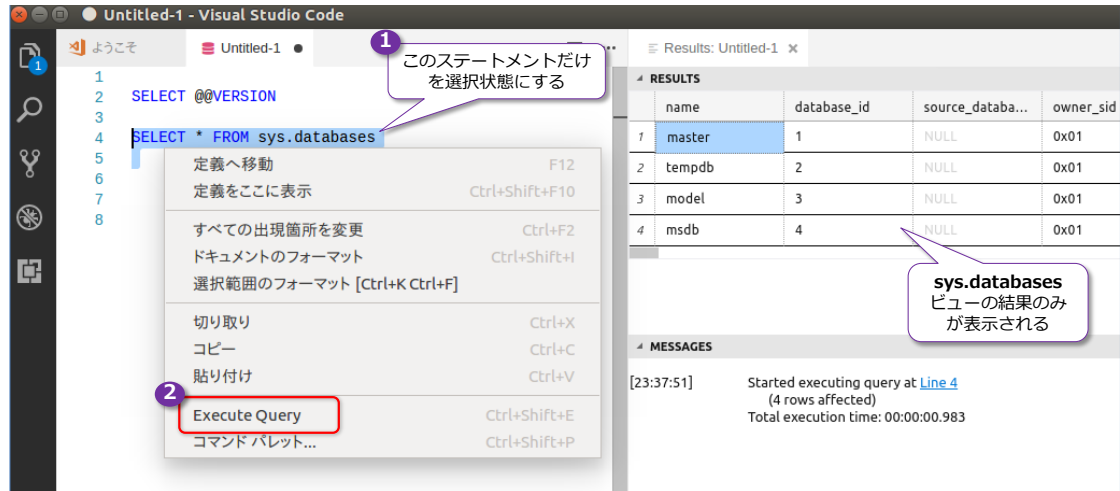 Untitled-1 - Visual Studio Code
1
ようこそ
Untitled-1 ●
1
このステートメントだけ
を選択状態にする
1
2 SELECT @@VERSION
3
4 SELECT * FROM sys.databases
5
6
7
8
定義へ移動 F12
定義をここに表示 Ctrl+Shift+F10
すべての出現箇所を変更 Ctrl+F2
ドキュメントのフォーマット Ctrl+Shift+I
選択範囲のフォーマット [Ctrl+K Ctrl+F]
切り取り Ctrl+X
コピー Ctrl+C
貼り付け Ctrl+V
2
Execute Query Ctrl+Shift+E
コマンド パレット... Ctrl+Shift+P
Results: Untitled-1 ×
RESULTS
name database_id source_databa... owner_sid
1 master 1 NULL 0x01
2 tempdb 2 NULL 0x01
3 model 3 NULL 0x01
4 msdb 4 NULL 0x01
sys.databases
ビューの結果のみ
が表示される
MESSAGES
[23:37:51] Started executing query at Line 4
(4 rows affected)
Total execution time: 00:00:00.983